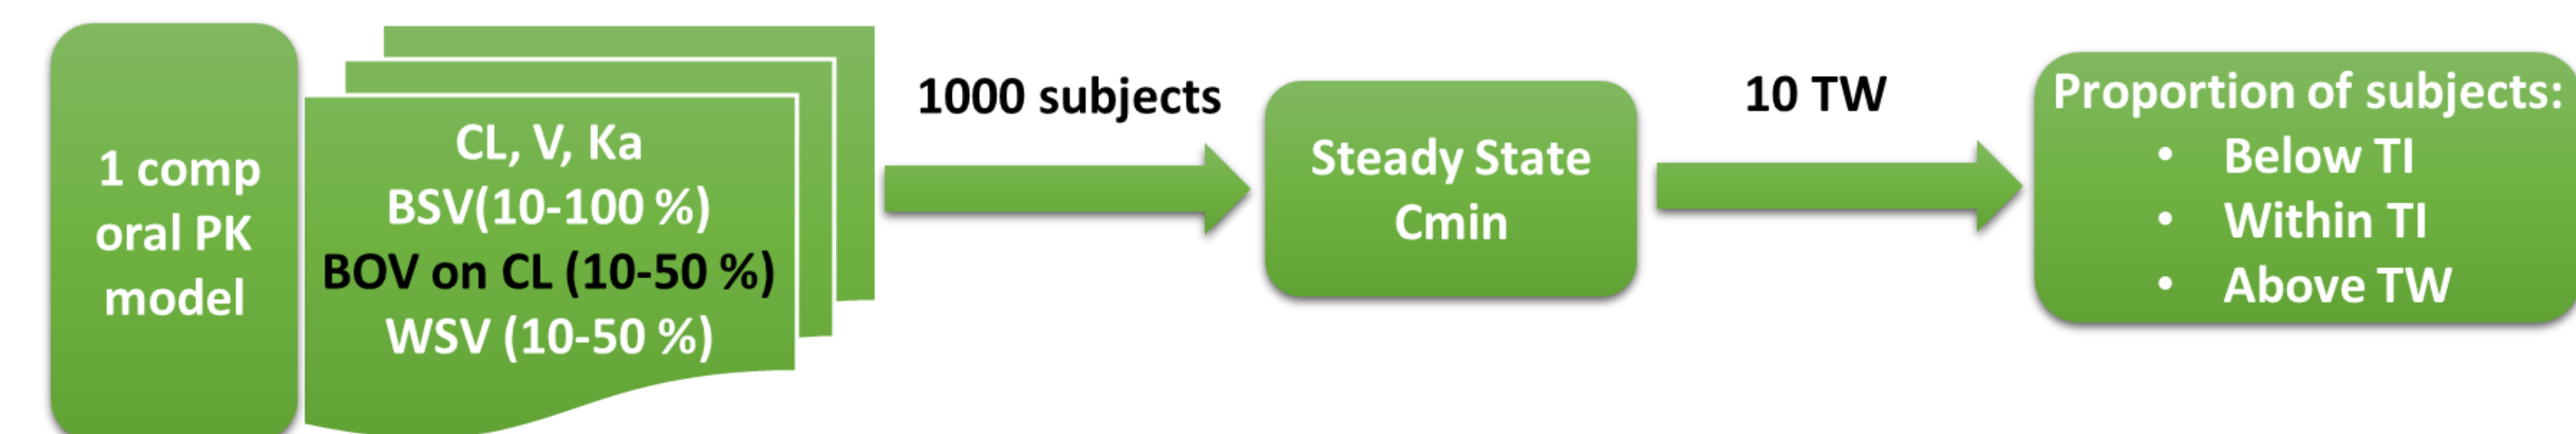 1 comp
oral PK
model
CL, V, Ka
BSV(10-100 %)
BOV on CL (10-50 %)
WSV (10-50 %)
1000 subjects
Steady State
Cmin
10 TW
Proportion of subjects:
• Below TI
• Within TI
• Above TW